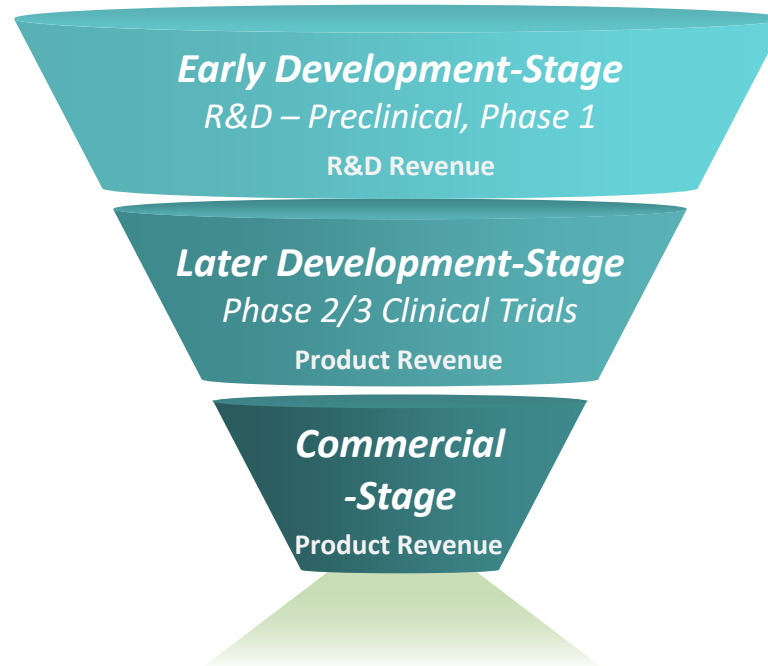 Early Development-Stage
R&D – Preclinical, Phase 1
R&D Revenue
Later Development-Stage
Phase 2/3 Clinical Trials
Product Revenue
Commercial
-Stage
Product Revenue